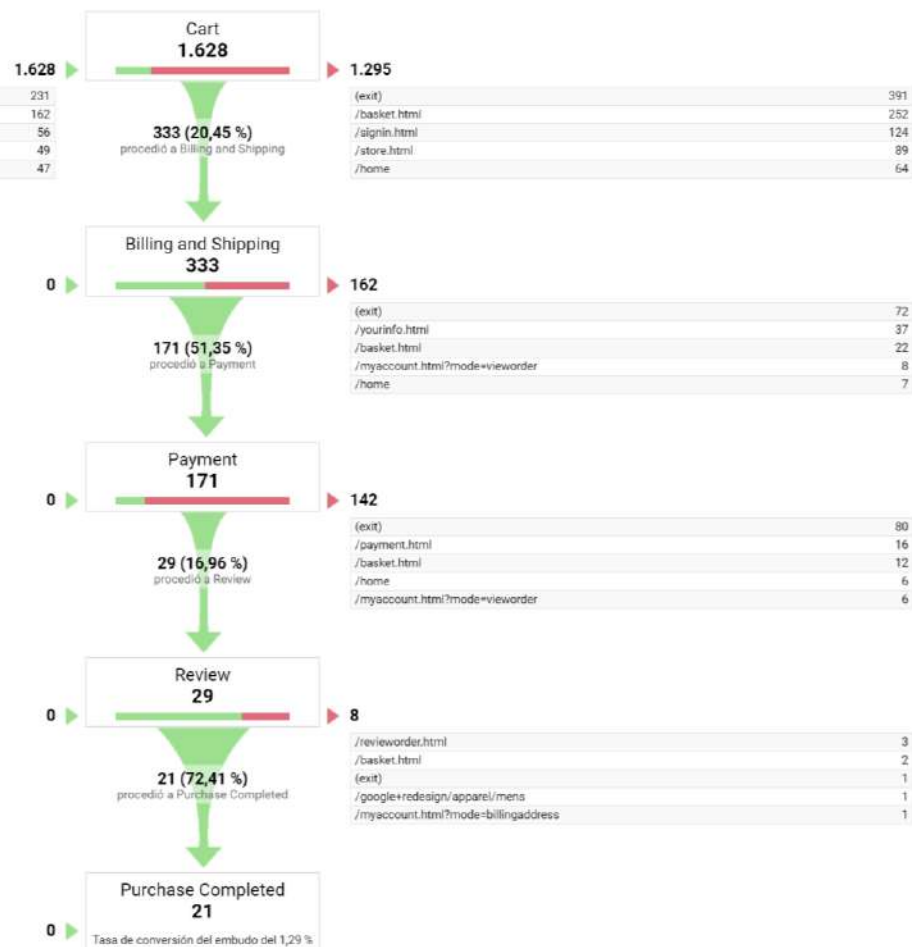 Cart
1.628
1.628
1.295
231
162
56
49
47
(exit) 391
/basket.html 252
/signin.html 124
/store.html 89
/home 64
333 (20,45 %)
procedió a Billing and Shipping
Billing and Shipping
333
0
162
(exit) 72
/yourinfo.html 37
/basket.html 22
/myaccount.html?mode=vieworder 8
/home 7
171 (51,35 %)
procedió a Payment
Payment
171
0
142
(exit) 80
/payment.html 16
/basket.html 12
/home 6
/myaccount.html?mode=vieworder 6
29 (16,96 %)
procedió a Review
Review
29
0
8
/revieworder.html 3
/basket.html 2
(exit) 1
/google+redesign/apparel/mens 1
/myaccount.html?mode=billingaddress 1
21 (72,41 %)
procedió a Purchase Completed
Purchase Completed
21
0
Tasa de conversión del embudo del 1,29 %